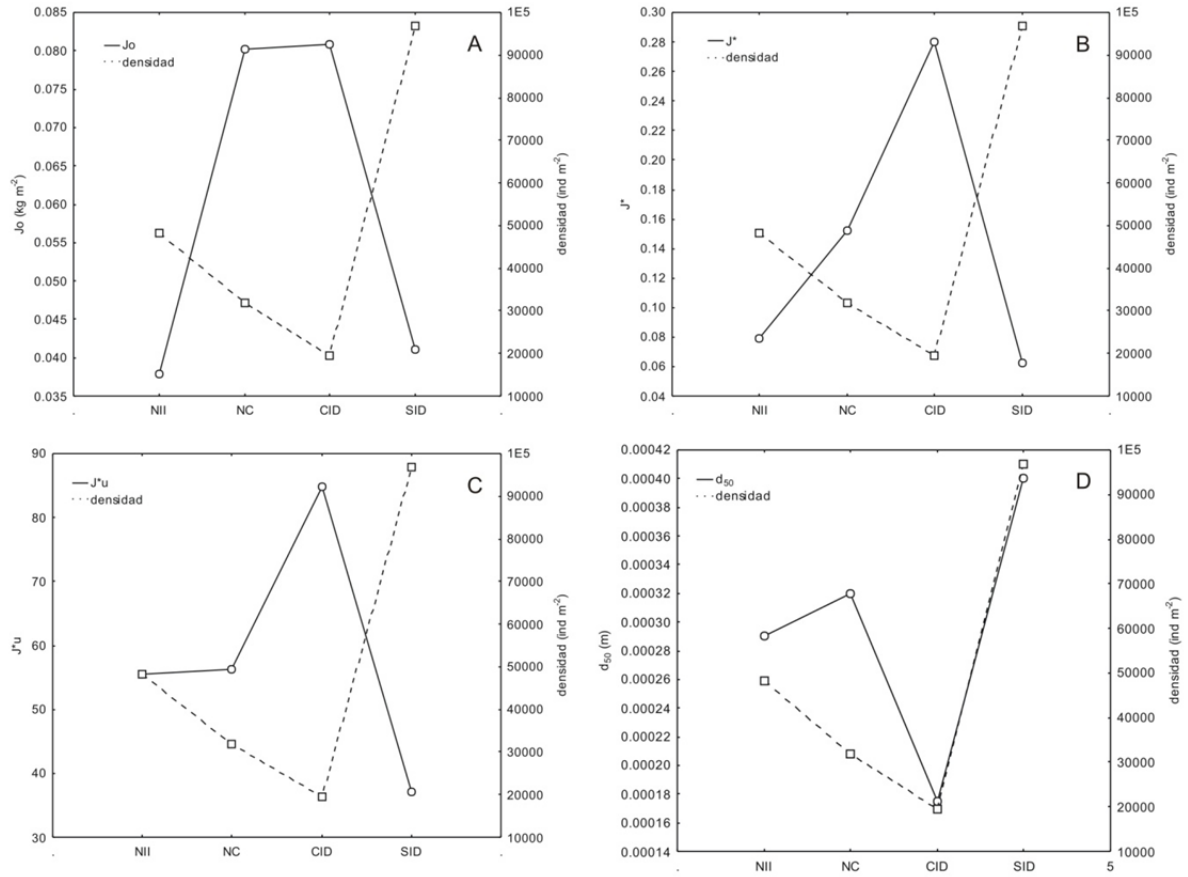 A
Jo
densidad
Jo (kg m-2)
0.085
0.080
0.075
0.070
0.065
0.060
0.055
0.050
0.045
0.040
0.035
1E5
90000
80000
70000
60000
50000
40000
30000
20000
10000
densidad (ind m-2)
. NII NC CID SID .
B
J*
densidad
J*
0.30
0.28
0.26
0.24
0.22
0.20
0.18
0.16
0.14
0.12
0.10
0.08
0.06
0.04
1E5
90000
80000
70000
60000
50000
40000
30000
20000
10000
densidad (ind m-2)
. NII NC CID SID .
C
J*u
densidad
J*u
90
80
70
60
50
40
30
1E5
90000
80000
70000
60000
50000
40000
30000
20000
10000
densidad (ind m-2)
. NII NC CID SID .
D
d50
densidad
d50 (m)
0.00042
0.00040
0.00038
0.00036
0.00034
0.00032
0.00030
0.00028
0.00026
0.00024
0.00022
0.00020
0.00018
0.00016
0.00014
1E5
90000
80000
70000
60000
50000
40000
30000
20000
10000
densidad (ind m-2)
. NII NC CID SID 5